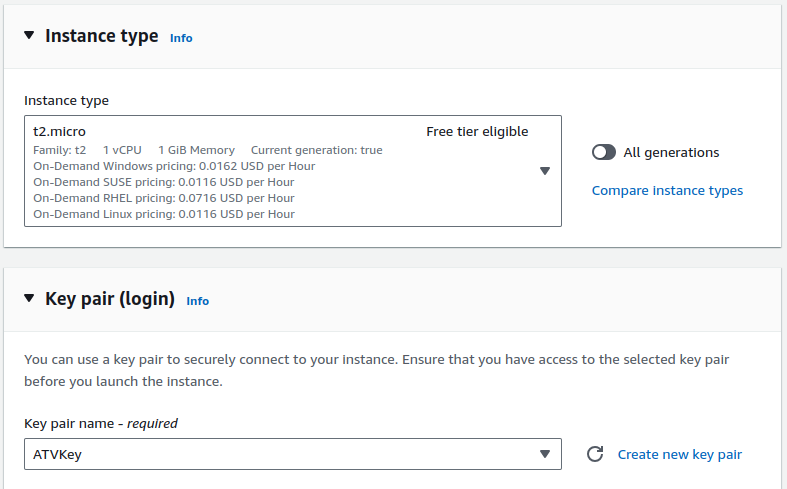 Instance type Info
Instance type
t2.micro Free tier eligible
Family: t2 1 vCPU 1 GiB Memory Current generation: true
On-Demand Windows pricing: 0.0162 USD per Hour
On-Demand SUSE pricing: 0.0116 USD per Hour
On-Demand RHEL pricing: 0.0716 USD per Hour
On-Demand Linux pricing: 0.0116 USD per Hour
All generations
Compare instance types
Key pair (login) Info
You can use a key pair to securely connect to your instance. Ensure that you have access to the selected key pair
before you launch the instance.
Key pair name - required
ATVKey
Create new key pair